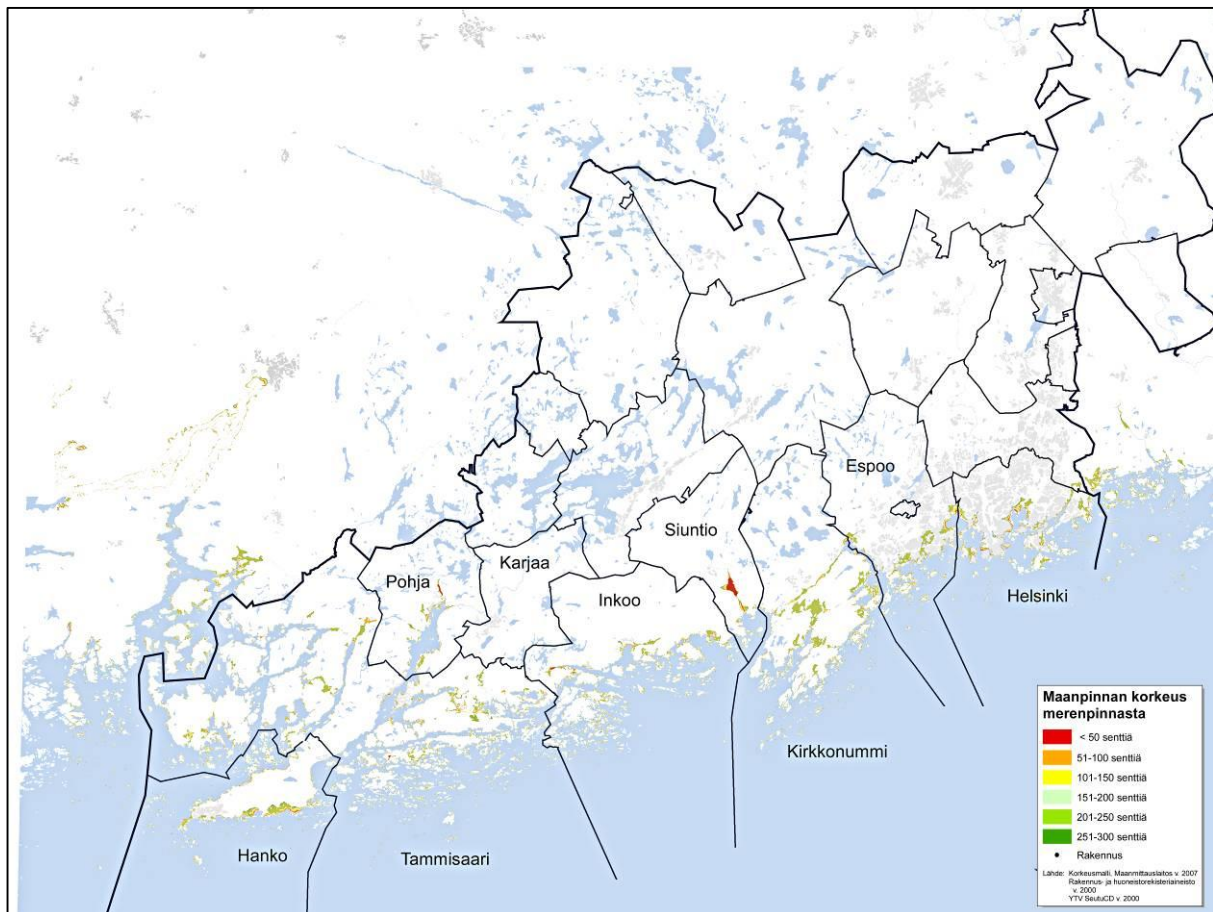 Espoo
Siuntio
Karjaa
Pohja
Inkoo
Helsinki
Kirkkonummi
Hanko
Tammisaari
Maanpinnan korkeus
merenpinnasta
< 50 senttiä
51-100 senttiä
101-150 senttiä
151-200 senttiä
201-250 senttiä
251-300 senttiä
Rakennus
Lähde: Korkeusmalli, Maanmittauslaitos v. 2007
Rakennus- ja huoneistorekisteriaineisto
v. 2000
YTV SeutuCD v. 2000